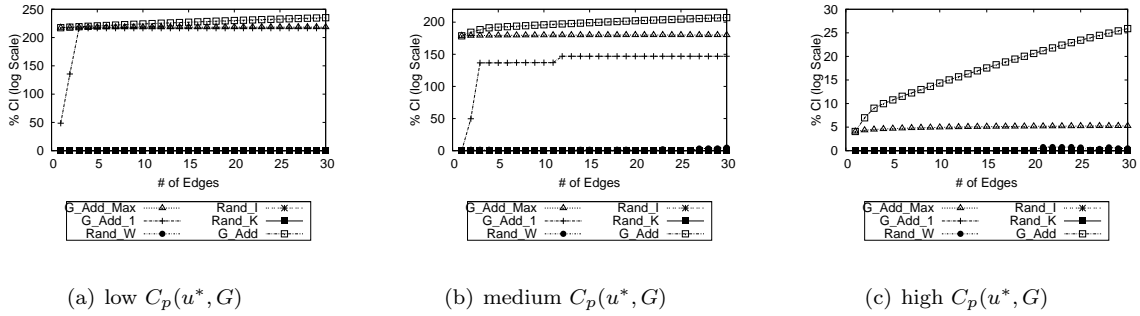 % CI (log Scale)
250
200
150
100
50
0
0 5 10 15 20 25 30
# of Edges
G_Add_Max
G_Add_1
Rand_W
Rand_I
Rand_K
G_Add
(a) low C_p(u*, G)
% CI (log Scale)
200
150
100
50
0
0 5 10 15 20 25 30
# of Edges
G_Add_Max
G_Add_1
Rand_W
Rand_I
Rand_K
G_Add
(b) medium C_p(u*, G)
% CI (log Scale)
30
25
20
15
10
5
0
0 5 10 15 20 25 30
# of Edges
G_Add_Max
G_Add_1
Rand_W
Rand_I
Rand_K
G_Add
(c) high C_p(u*, G)